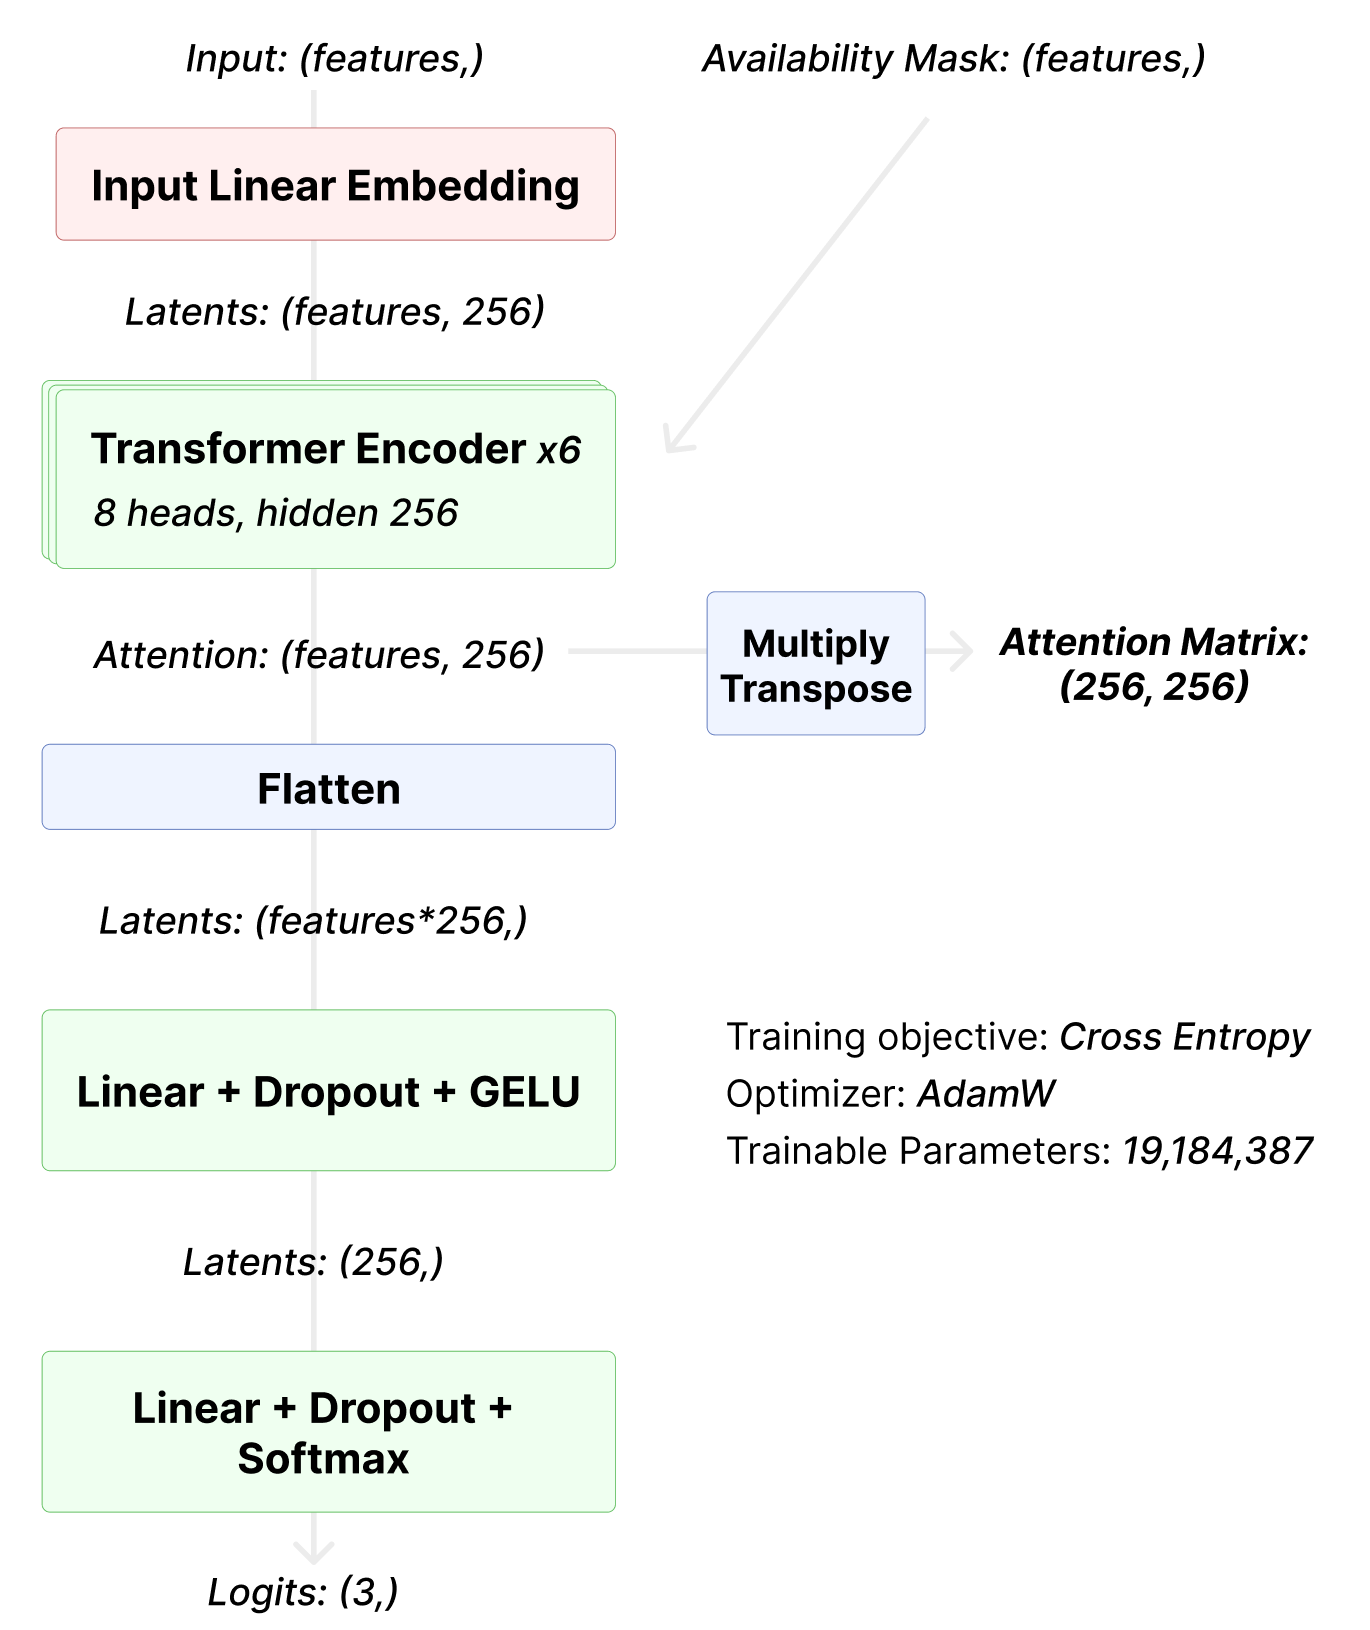 Input: (features,)
Availability Mask: (features,)
Input Linear Embedding
Latents: (features, 256)
Transformer Encoder x6
8 heads, hidden 256
Attention: (features, 256)
Multiply
Transpose
Attention Matrix:
(256, 256)
Flatten
Latents: (features*256,)
Linear + Dropout + GELU
Training objective: Cross Entropy
Optimizer: AdamW
Trainable Parameters: 19,184,387
Latents: (256,)
Linear + Dropout +
Softmax
Logits: (3,)